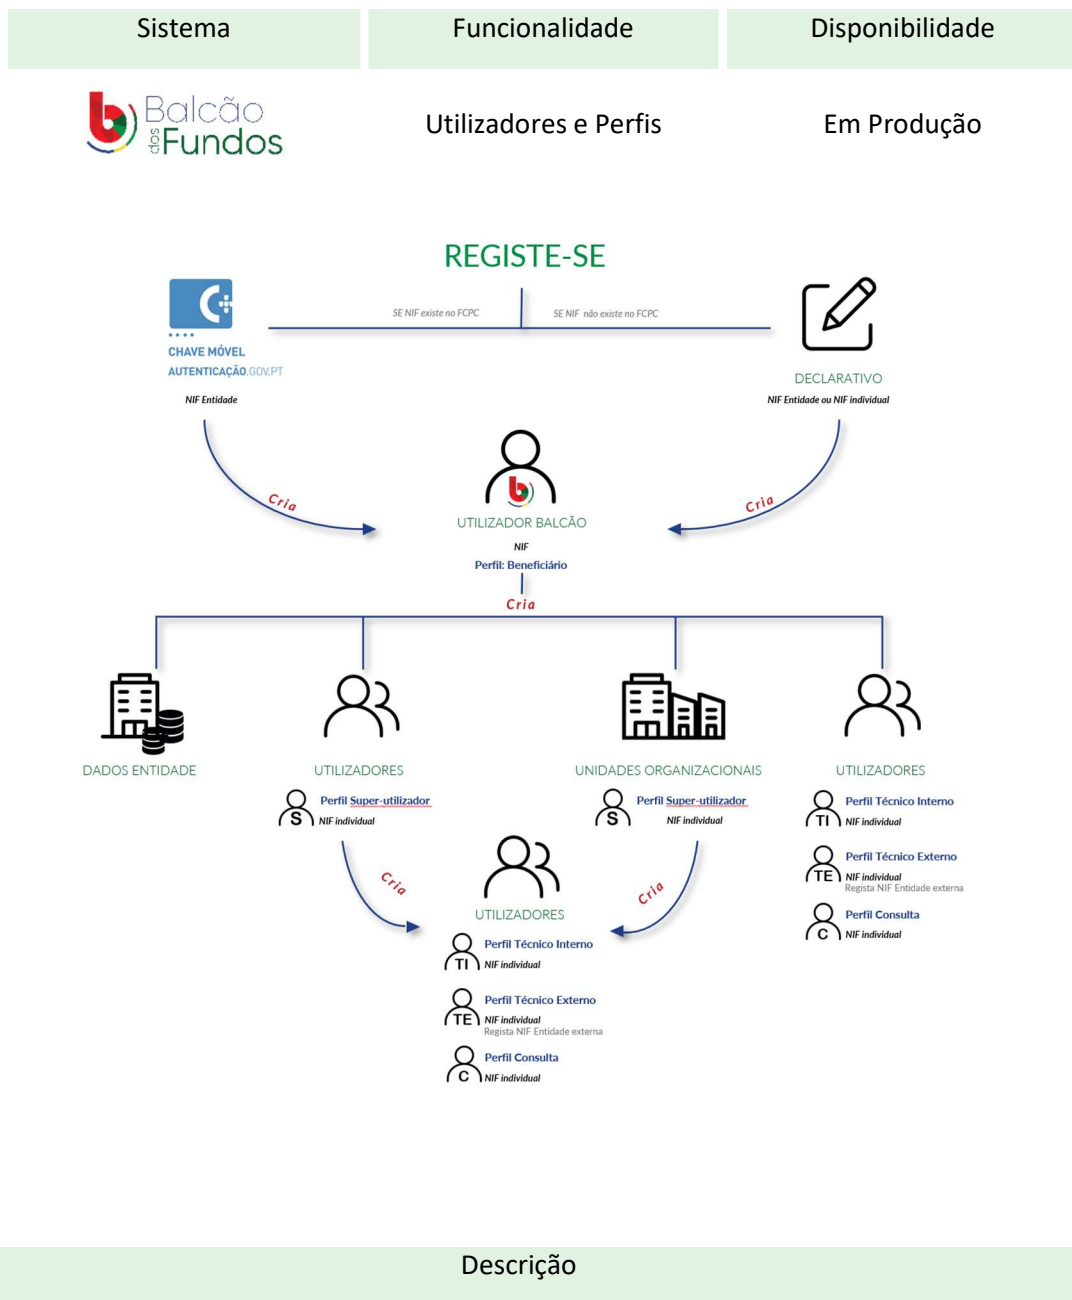 Sistema
Funcionalidade
Disponibilidade
Balcão
dos Fundos
Utilizadores e Perfis
Em Produção
REGISTE-SE
SE NIF existe no FCPC
SE NIF não existe no FCPC
CHAVE MÓVEL
AUTENTICAÇÃO.GOV.PT
NIF Entidade
DECLARATIVO
NIF Entidade ou NIF individual
Cria
Cria
UTILIZADOR BALCÃO
NIF
Perfil: Beneficiário
Cria
DADOS ENTIDADE
UTILIZADORES
UNIDADES ORGANIZACIONAIS
UTILIZADORES
S
Perfil Super-utilizador
NIF individual
S
Perfil Super-utilizador
NIF individual
TI
Perfil Técnico Interno
NIF individual
TE
Perfil Técnico Externo
NIF individual
Regista NIF Entidade externa
C
Perfil Consulta
NIF individual
Cria
Cria
UTILIZADORES
TI
Perfil Técnico Interno
NIF individual
TE
Perfil Técnico Externo
NIF individual
Regista NIF Entidade externa
C
Perfil Consulta
NIF individual
Descrição